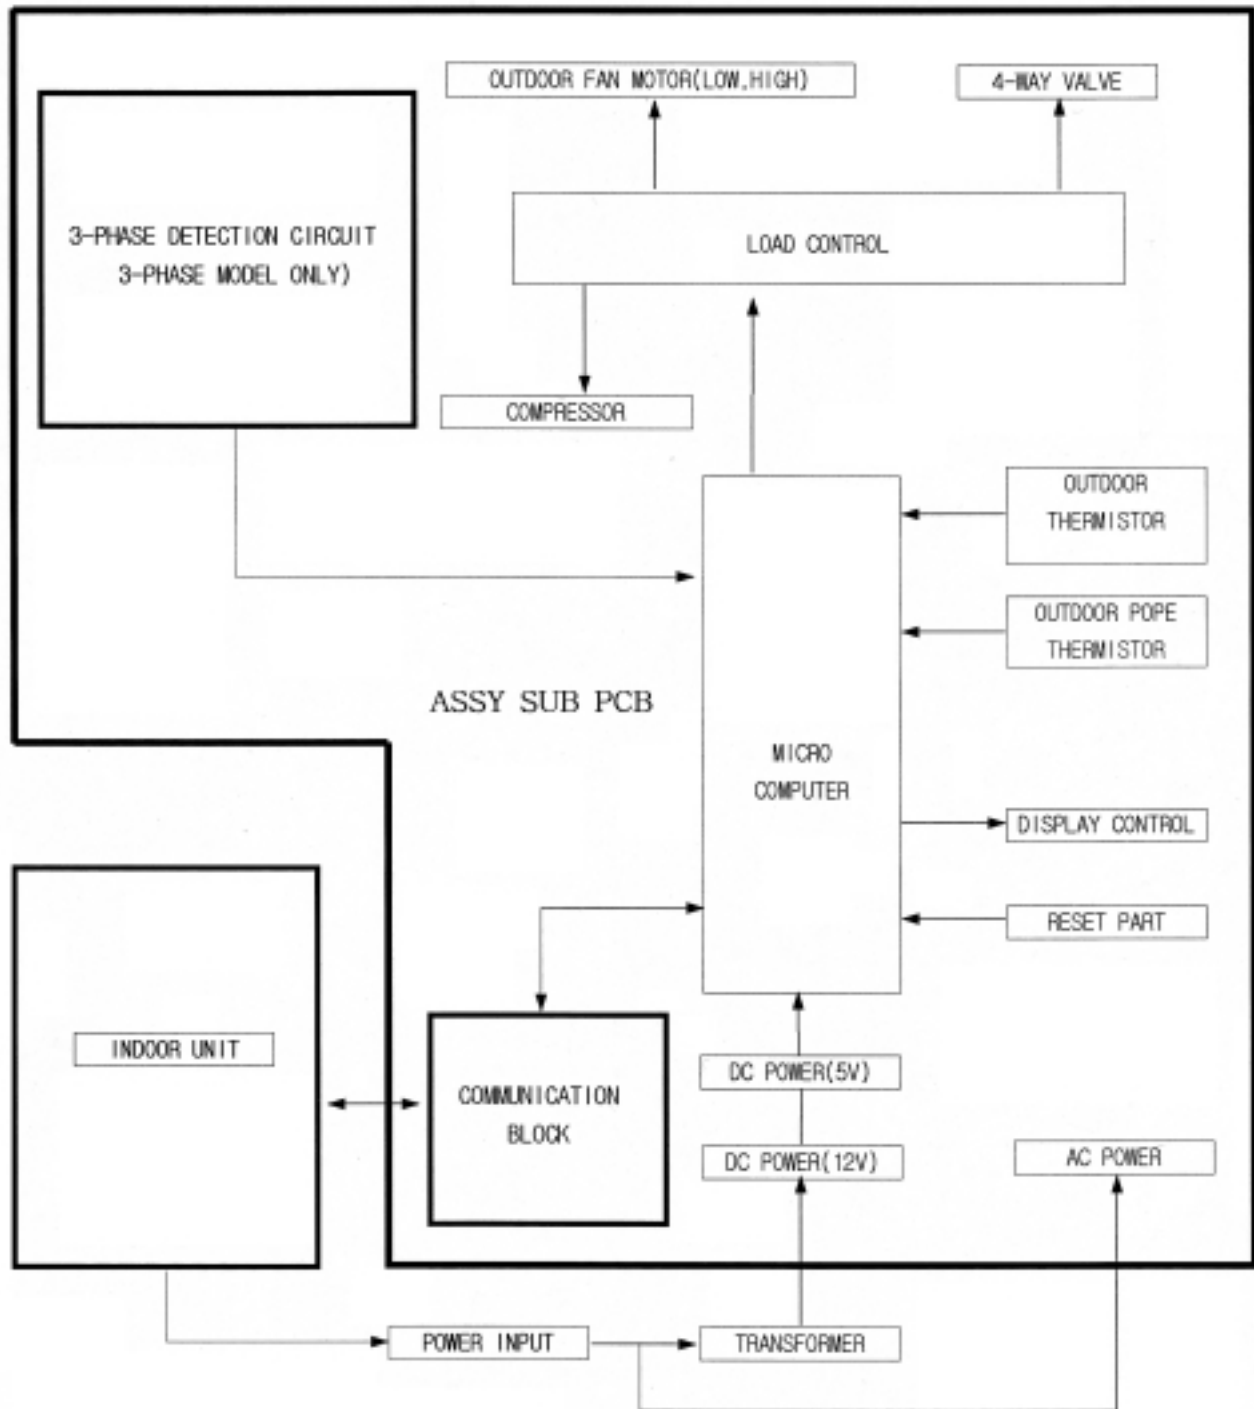 OUTDOOR FAN MOTOR(LOW,HIGH)
4-WAY VALVE
3-PHASE DETECTION CIRCUIT
3-PHASE MODEL ONLY)
LOAD CONTROL
COMPRESSOR
OUTDOOR
THERMISTOR
OUTDOOR POPE
THERMISTOR
ASSY SUB PCB
MICRO
COMPUTER
DISPLAY CONTROL
RESET PART
INDOOR UNIT
COMMUNICATION
BLOCK
DC POWER(5V)
DC POWER(12V)
AC POWER
POWER INPUT
TRANSFORMER